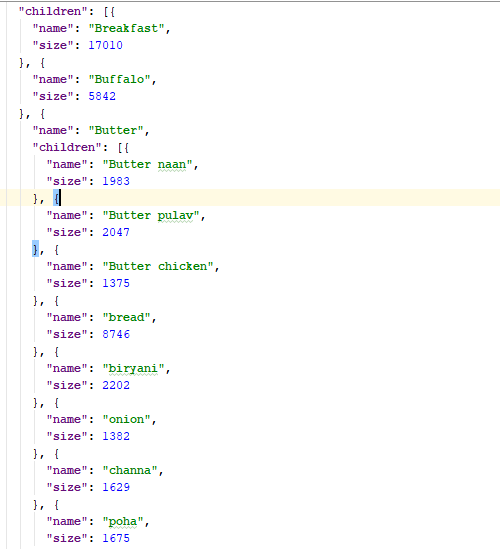 "children": [{
"name": "Breakfast",
"size": 17010
}, {
"name": "Buffalo",
"size": 5842
}, {
"name": "Butter",
"children": [{
"name": "Butter naan",
"size": 1983
}, {
"name": "Butter pulav",
"size": 2047
}, {
"name": "Butter chicken",
"size": 1375
}, {
"name": "bread",
"size": 8746
}, {
"name": "biryani",
"size": 2202
}, {
"name": "onion",
"size": 1382
}, {
"name": "channa",
"size": 1629
}, {
"name": "poha",
"size": 1675